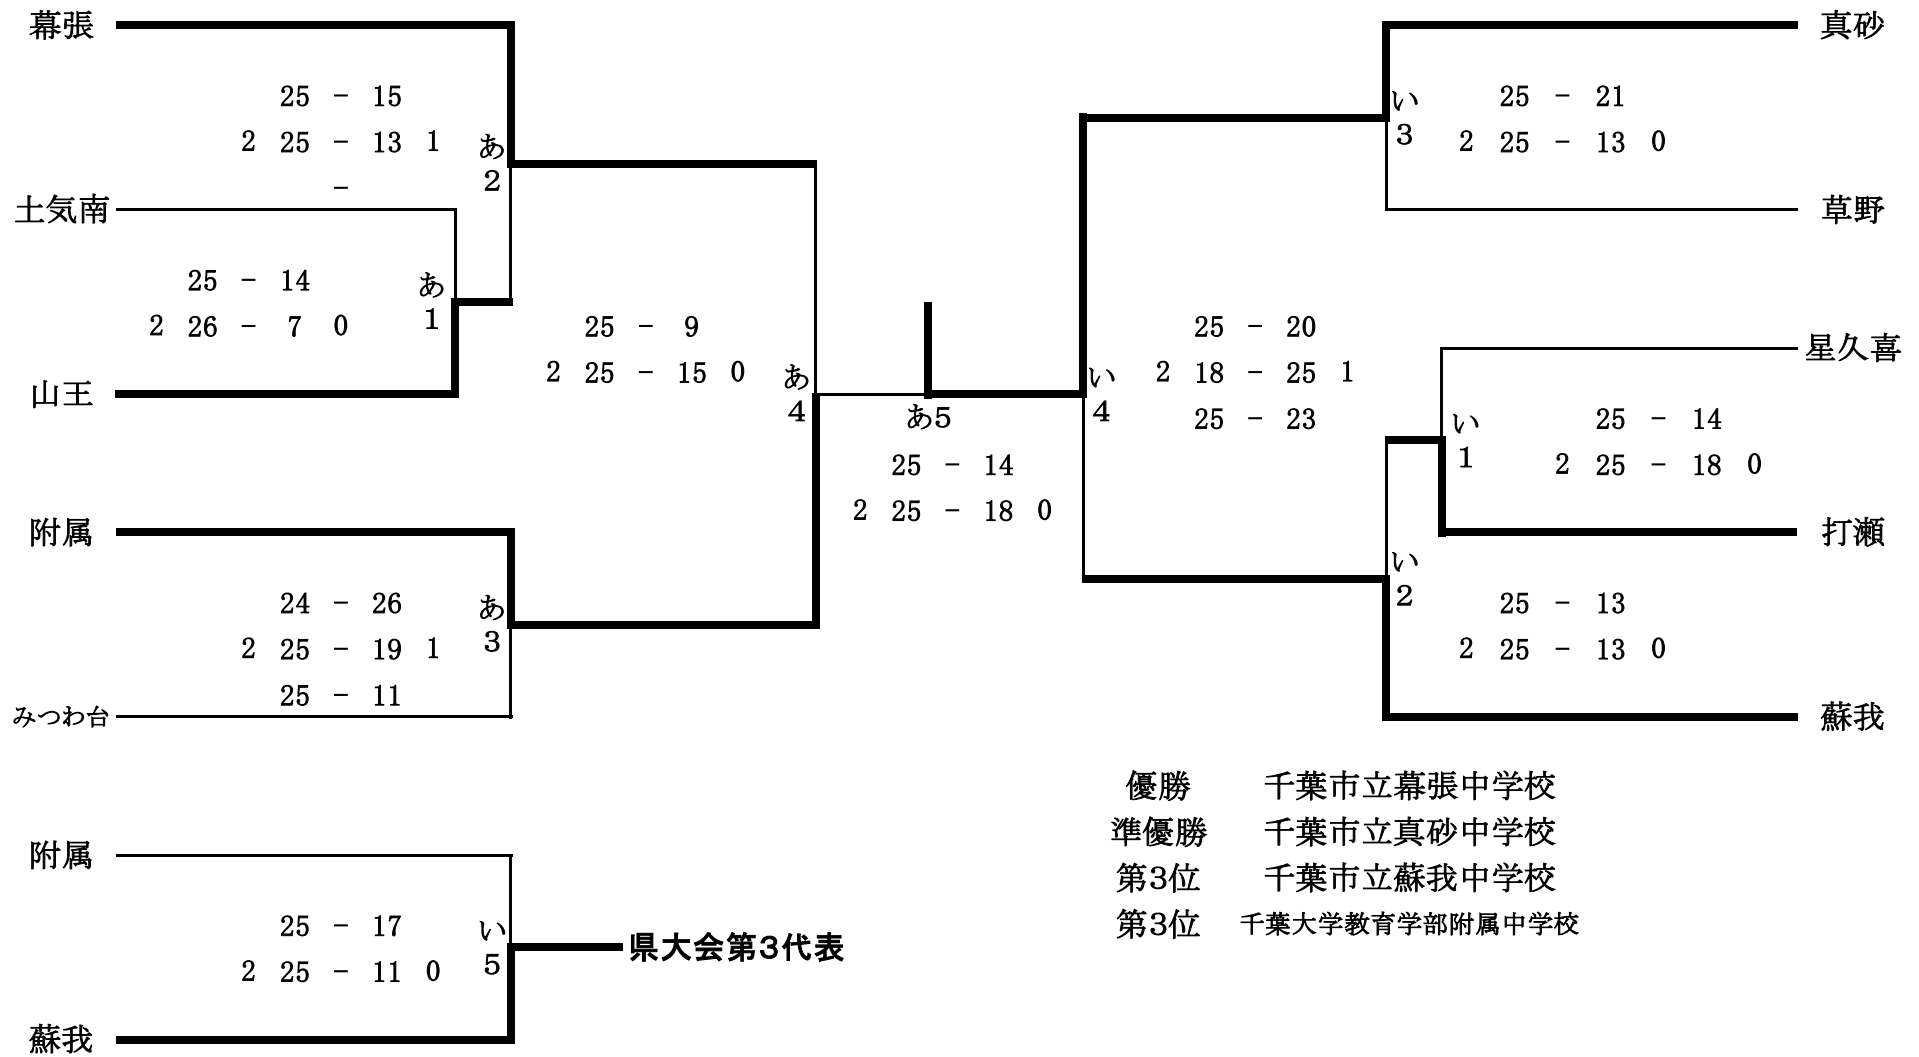 幕張
25 - 15
2 25 - 13 1
-
あ
2
土気南
25 - 14
2 26 - 7 0
あ
1
山王
25 - 9
2 25 - 15 0
あ
4
附属
24 - 26
2 25 - 19 1
25 - 11
あ
3
みつわ台
あ5
25 - 14
2 25 - 18 0
真砂
い
3
25 - 21
2 25 - 13 0
草野
い
4
25 - 20
2 18 - 25 1
25 - 23
星久喜
い
1
25 - 14
2 25 - 18 0
打瀬
い
2
25 - 13
2 25 - 13 0
蘇我
附属
25 - 17
2 25 - 11 0
い
5
県大会第3代表
蘇我
優勝 千葉市立幕張中学校
準優勝 千葉市立真砂中学校
第3位 千葉市立蘇我中学校
第3位 千葉大学教育学部附属中学校